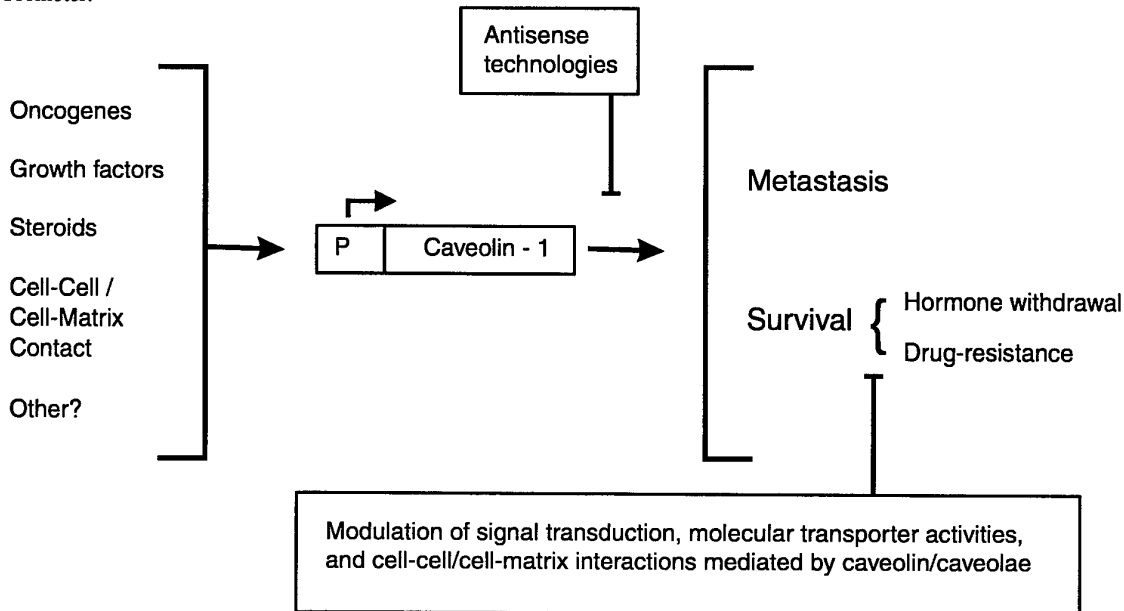 Antisense
technologies
Oncogenes
Growth factors
Steroids
Cell-Cell /
Cell-Matrix
Contact
Other?
P
Caveolin - 1
Metastasis
Survival {
Hormone withdrawal
Drug-resistance
Modulation of signal transduction, molecular transporter activities,
and cell-cell/cell-matrix interactions mediated by caveolin/caveolae